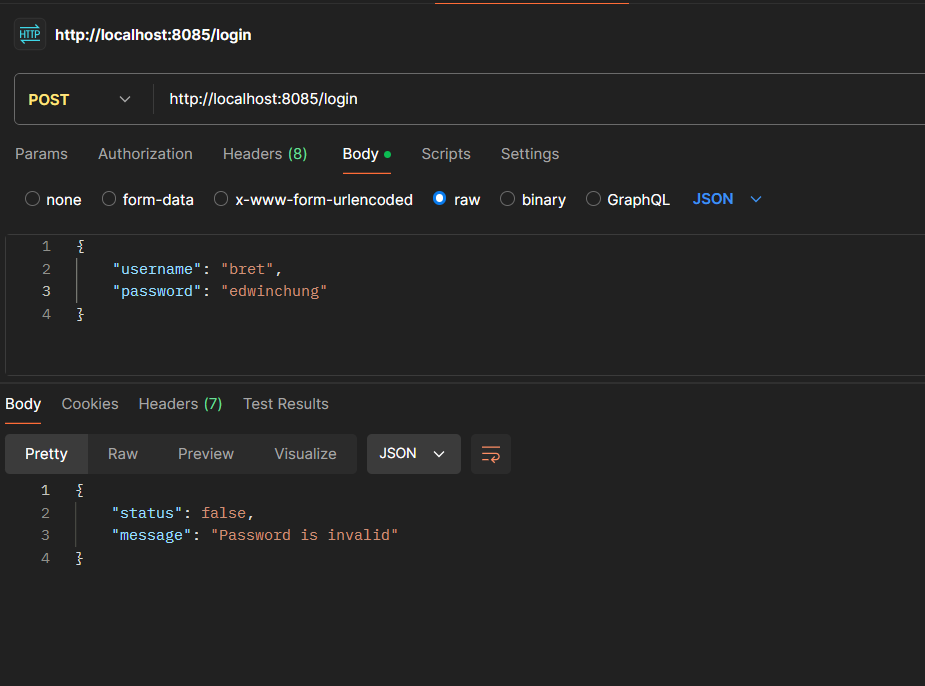 HTTP http://localhost:8085/login
POST http://localhost:8085/login
Params Authorization Headers (8) Body Scripts Settings
none form-data x-www-form-urlencoded raw binary GraphQL JSON
1 {
2 "username": "bret",
3 "password": "edwinchung"
4 }
Body Cookies Headers (7) Test Results
Pretty Raw Preview Visualize JSON
1 {
2 "status": false,
3 "message": "Password is invalid"
4 }